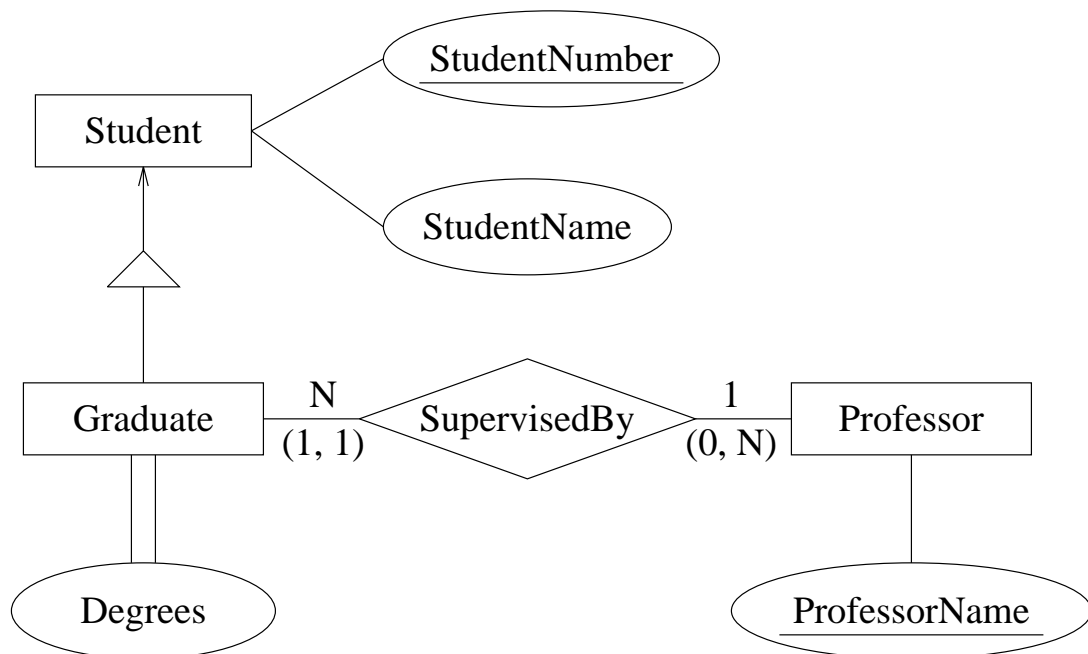 StudentNumber
Student
StudentName
Graduate
N
(1, 1)
SupervisedBy
1
(0, N)
Professor
Degrees
ProfessorName